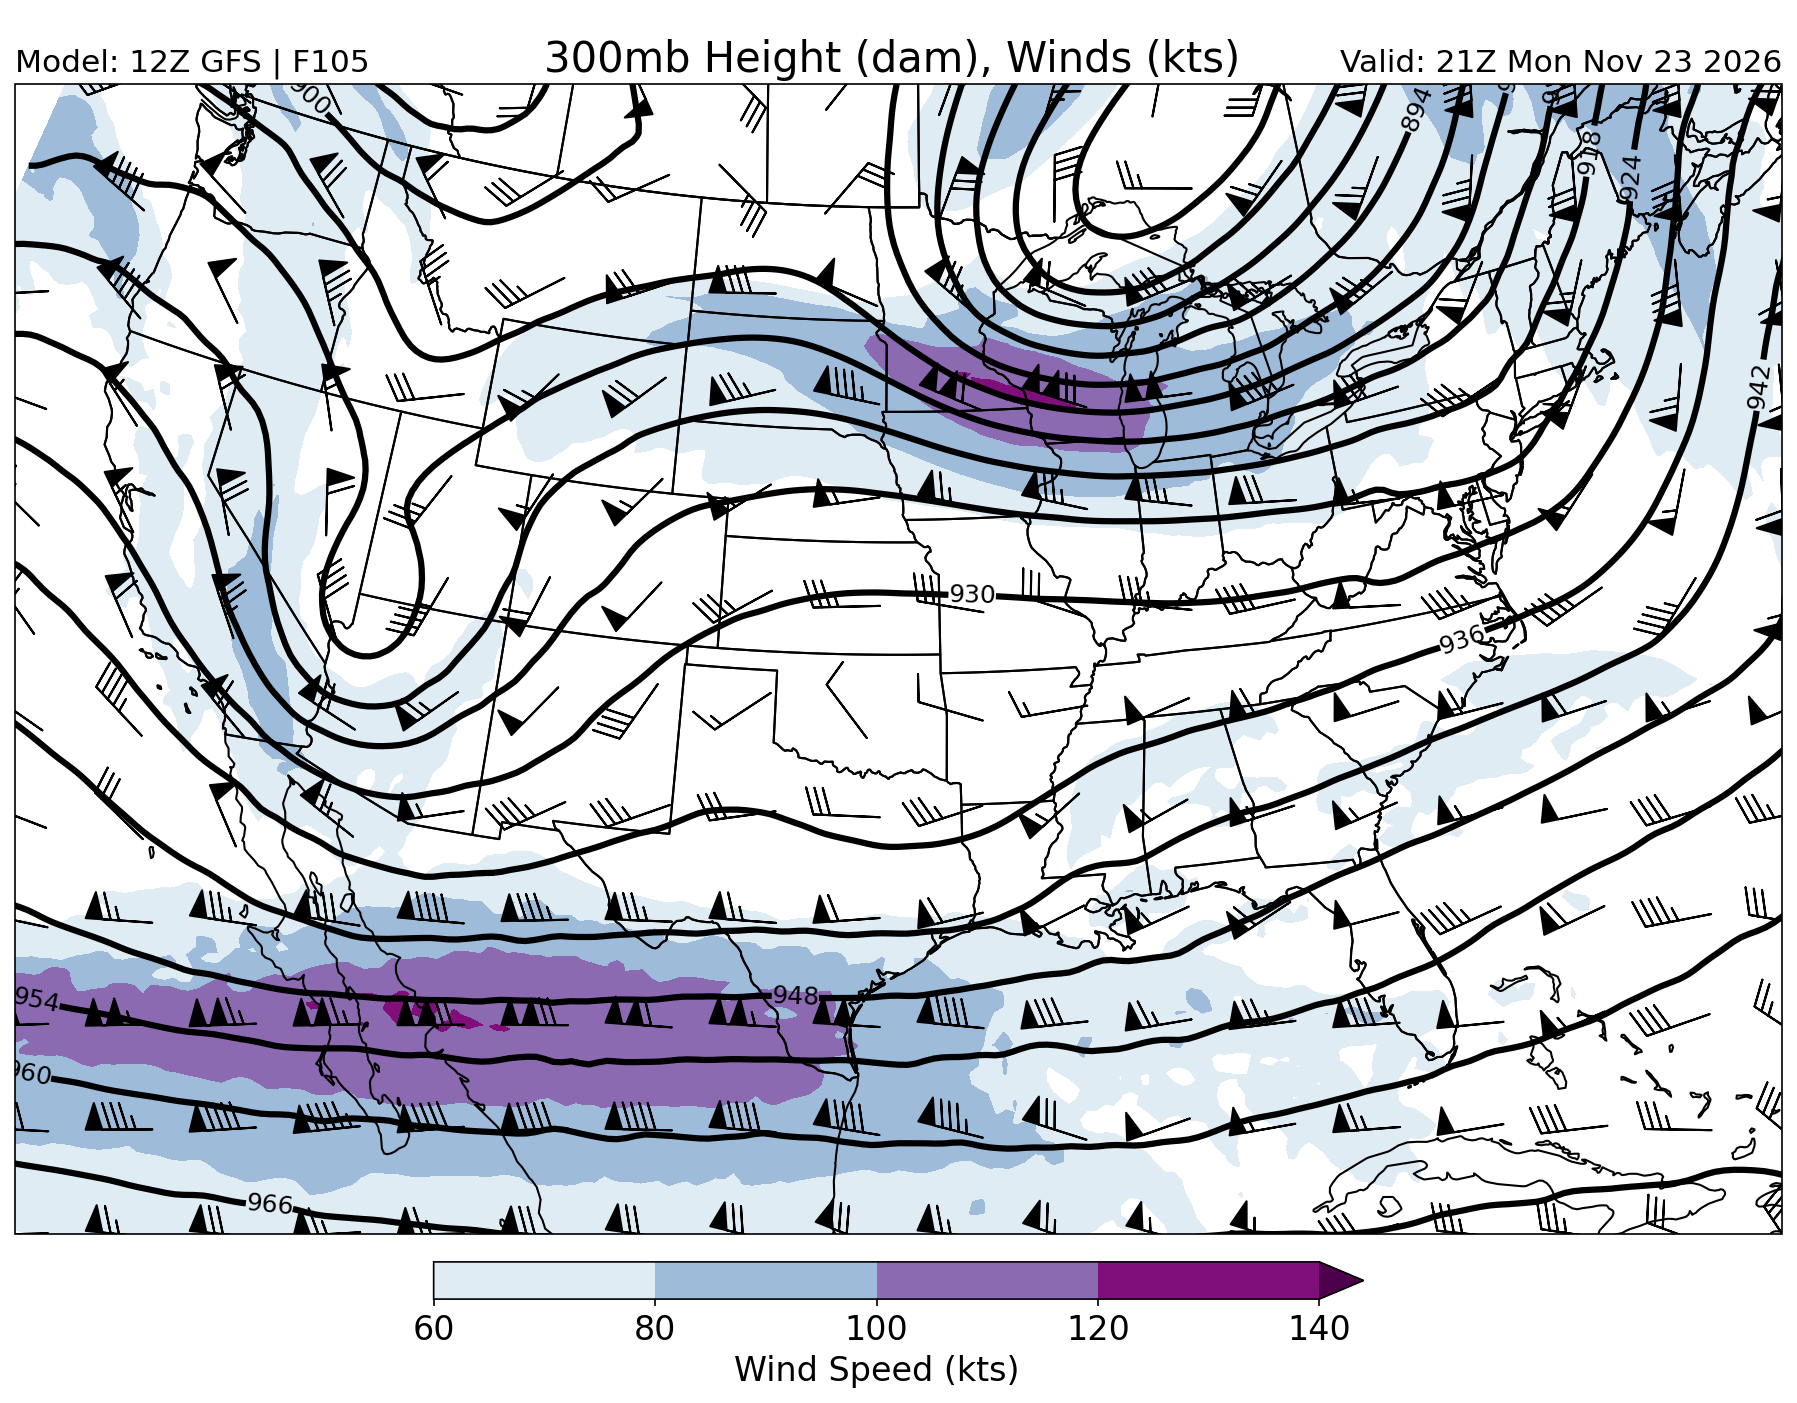 Model: 12Z GFS | F105
300mb Height (dam), Winds (kts)
Valid: 21Z Mon Nov 23 2026
900
894
918
924
942
930
936
948
954
960
966
60 80 100 120 140
Wind Speed (kts)